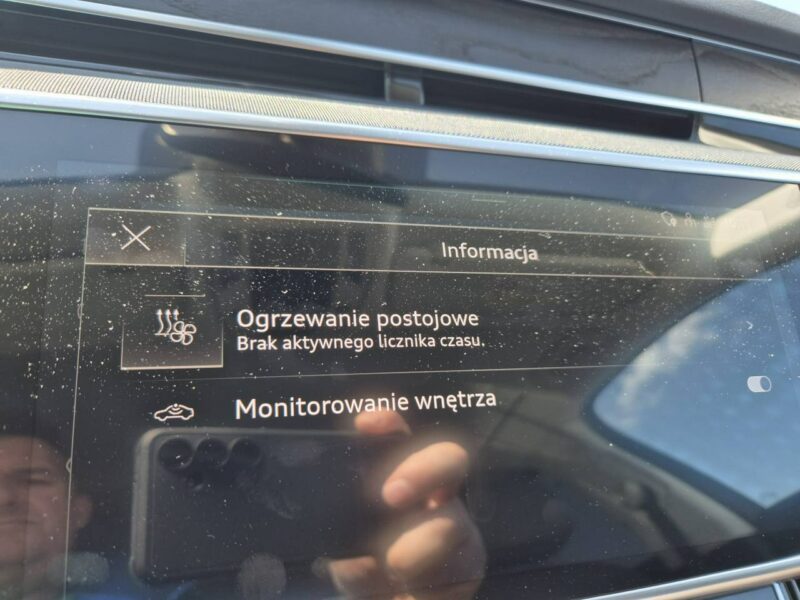 Informacja
Ogrzewanie postojowe
Brak aktywnego licznika czasu.
Monitorowanie wnętrza